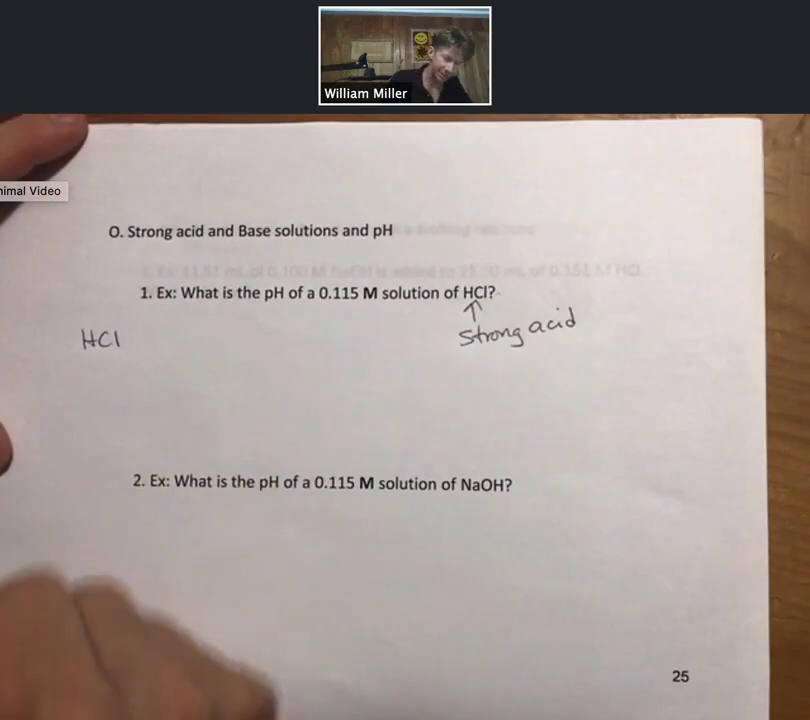 William Miller
nimal Video
O. Strong acid and Base solutions and pH
1. Ex: What is the pH of a 0.115 M solution of HCl?
↑
HCl
Strong acid
2. Ex: What is the pH of a 0.115 M solution of NaOH?
25